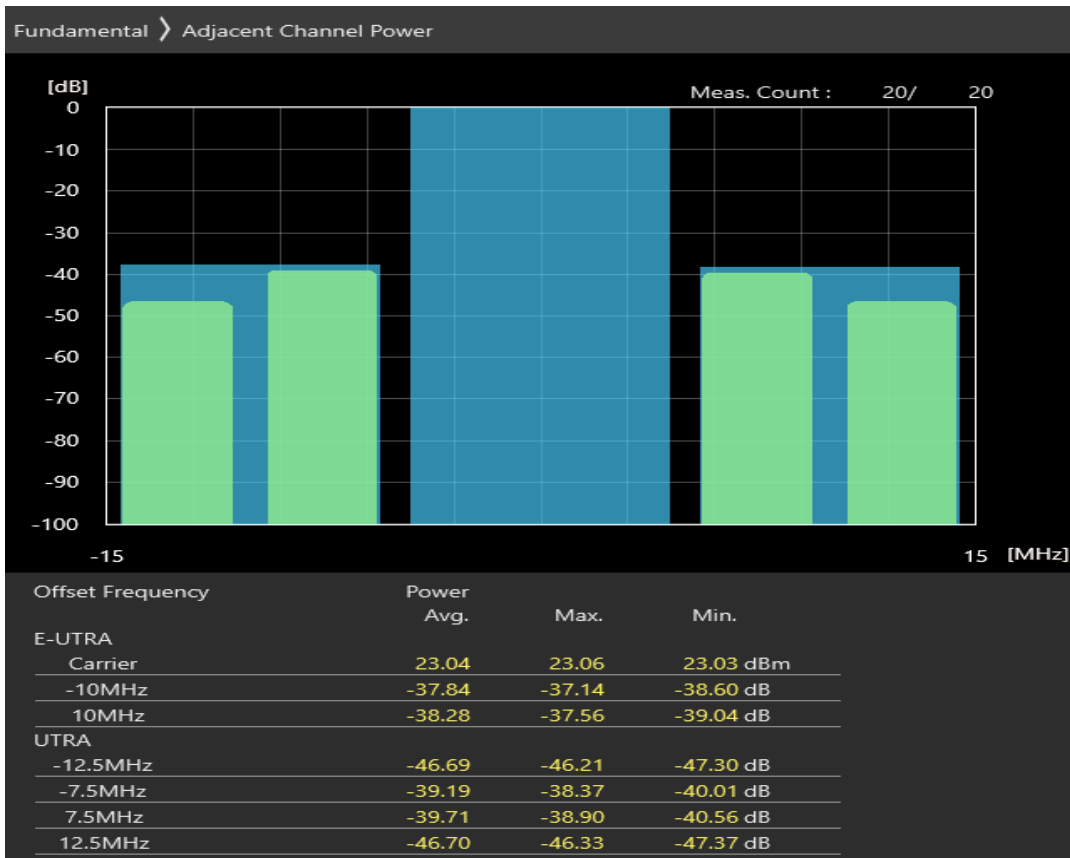 Fundamental 〉 Adjacent Channel Power
[dB]
Meas. Count : 20/ 20
0
-10
-20
-30
-40
-50
-60
-70
-80
-90
-100
-15 15 [MHz]
Offset Frequency Power
Avg. Max. Min.
E-UTRA
Carrier 23.04 23.06 23.03 dBm
-10MHz -37.84 -37.14 -38.60 dB
10MHz -38.28 -37.56 -39.04 dB
UTRA
-12.5MHz -46.69 -46.21 -47.30 dB
-7.5MHz -39.19 -38.37 -40.01 dB
7.5MHz -39.71 -38.90 -40.56 dB
12.5MHz -46.70 -46.33 -47.37 dB